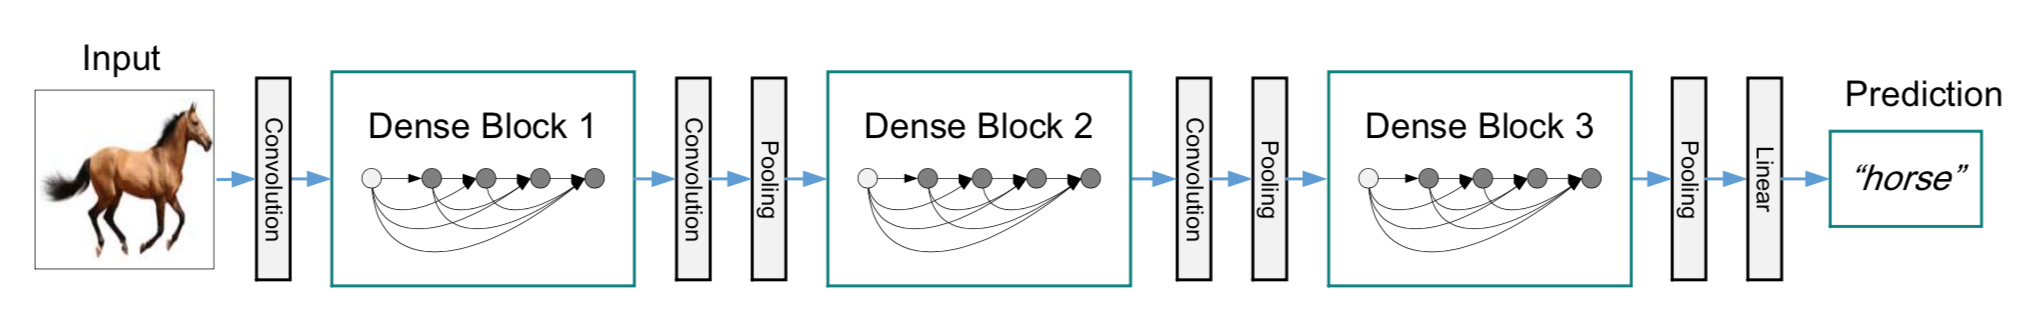 Input
Convolution
Dense Block 1
Convolution
Pooling
Dense Block 2
Convolution
Pooling
Dense Block 3
Pooling
Linear
Prediction
“horse”